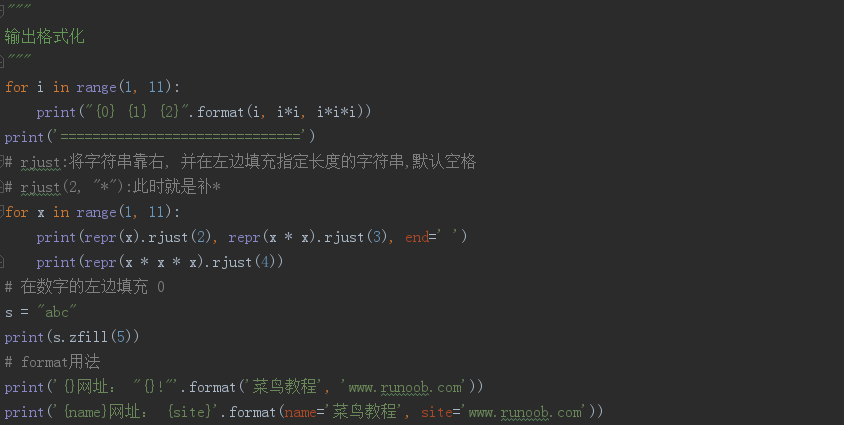 """
输出格式化
"""
for i in range(1, 11):
    print("{0} {1} {2}".format(i, i*i, i*i*i))
print('==============================')
# rjust:将字符串靠右, 并在左边填充指定长度的字符串,默认空格
# rjust(2, "*"):此时就是补*
for x in range(1, 11):
    print(repr(x).rjust(2), repr(x * x).rjust(3), end=' ')
    print(repr(x * x * x).rjust(4))
# 在数字的左边填充 0
s = "abc"
print(s.zfill(5))
# format用法
print('{}网址: "{}!"'.format('菜鸟教程', 'www.runoob.com'))
print('{name}网址: {site}'.format(name='菜鸟教程', site='www.runoob.com'))